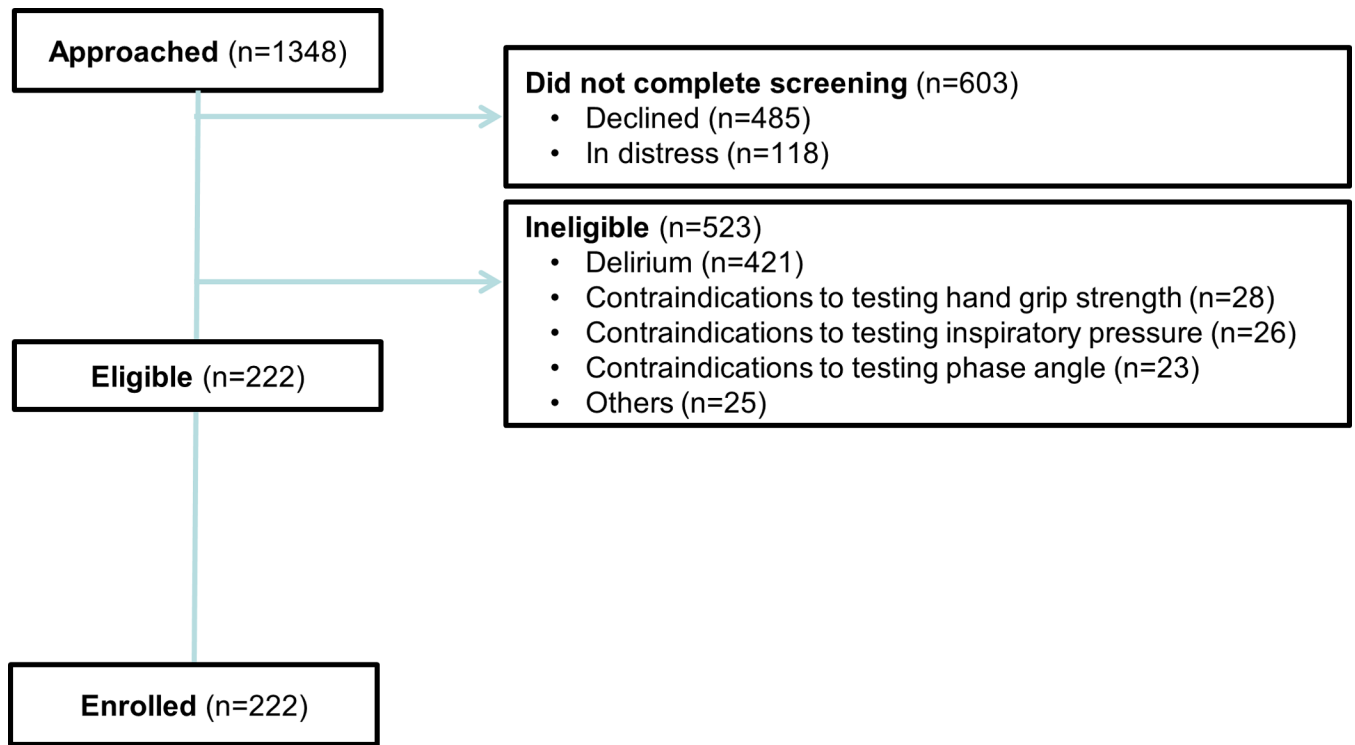 Approached (n=1348)
Did not complete screening (n=603)
• Declined (n=485)
• In distress (n=118)
Ineligible (n=523)
• Delirium (n=421)
• Contraindications to testing hand grip strength (n=28)
• Contraindications to testing inspiratory pressure (n=26)
• Contraindications to testing phase angle (n=23)
• Others (n=25)
Eligible (n=222)
Enrolled (n=222)